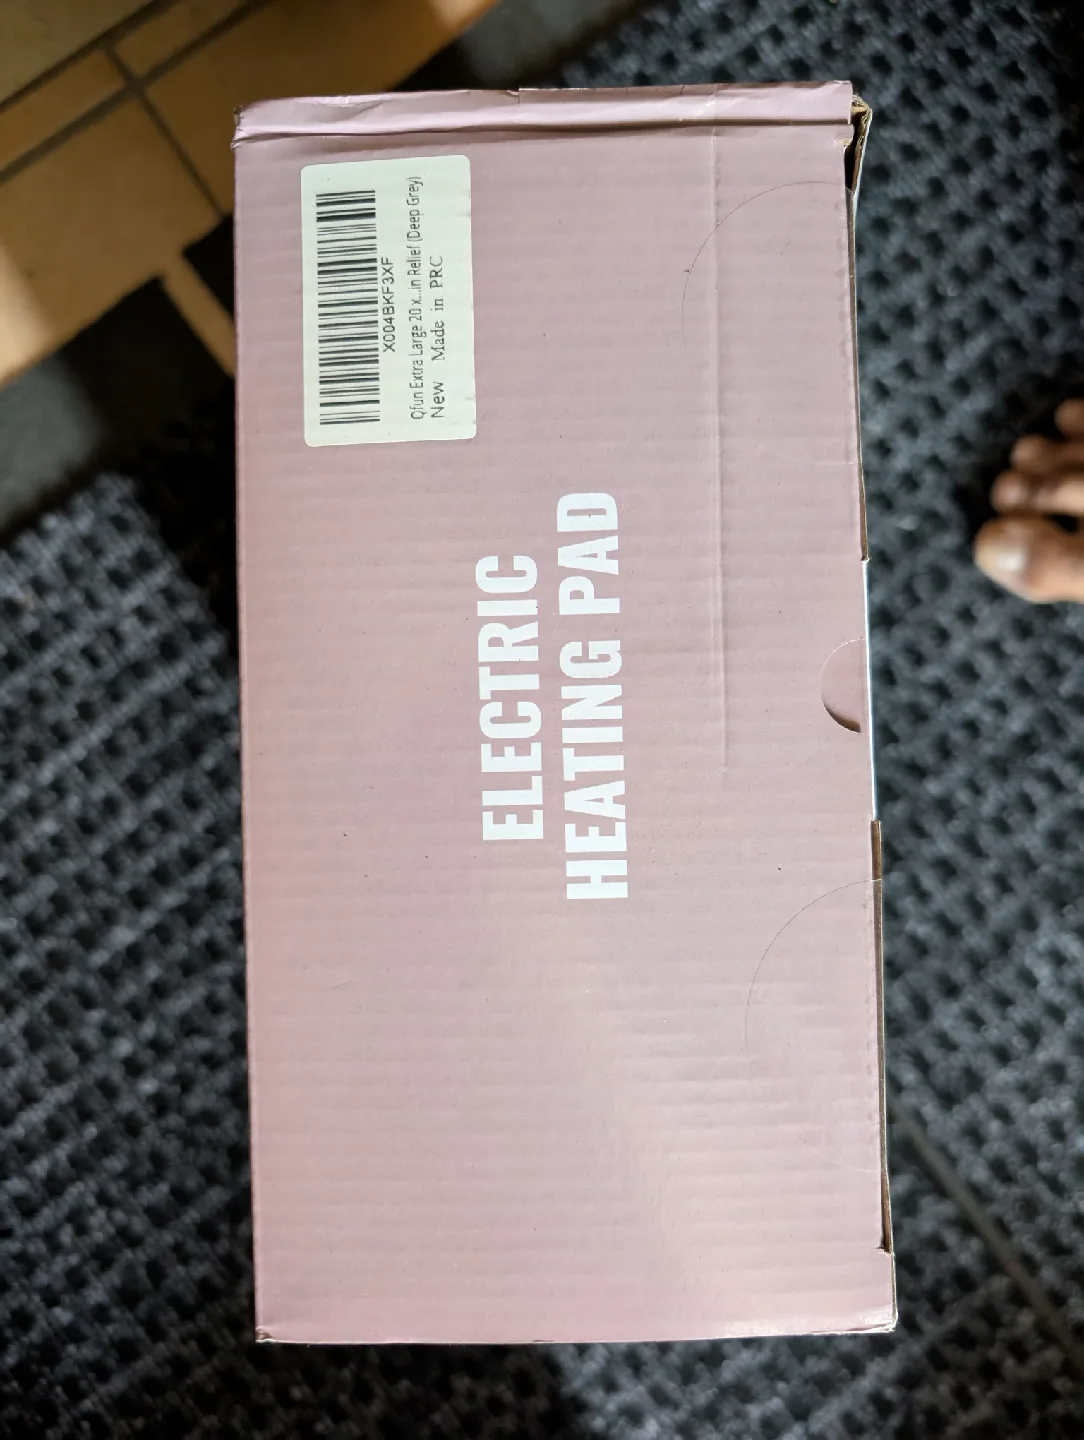 X004BKF3XF
Qfun Extra Large 20 x...in Relief (Deep Grey)
New Made in PRC
ELECTRIC
HEATING PAD